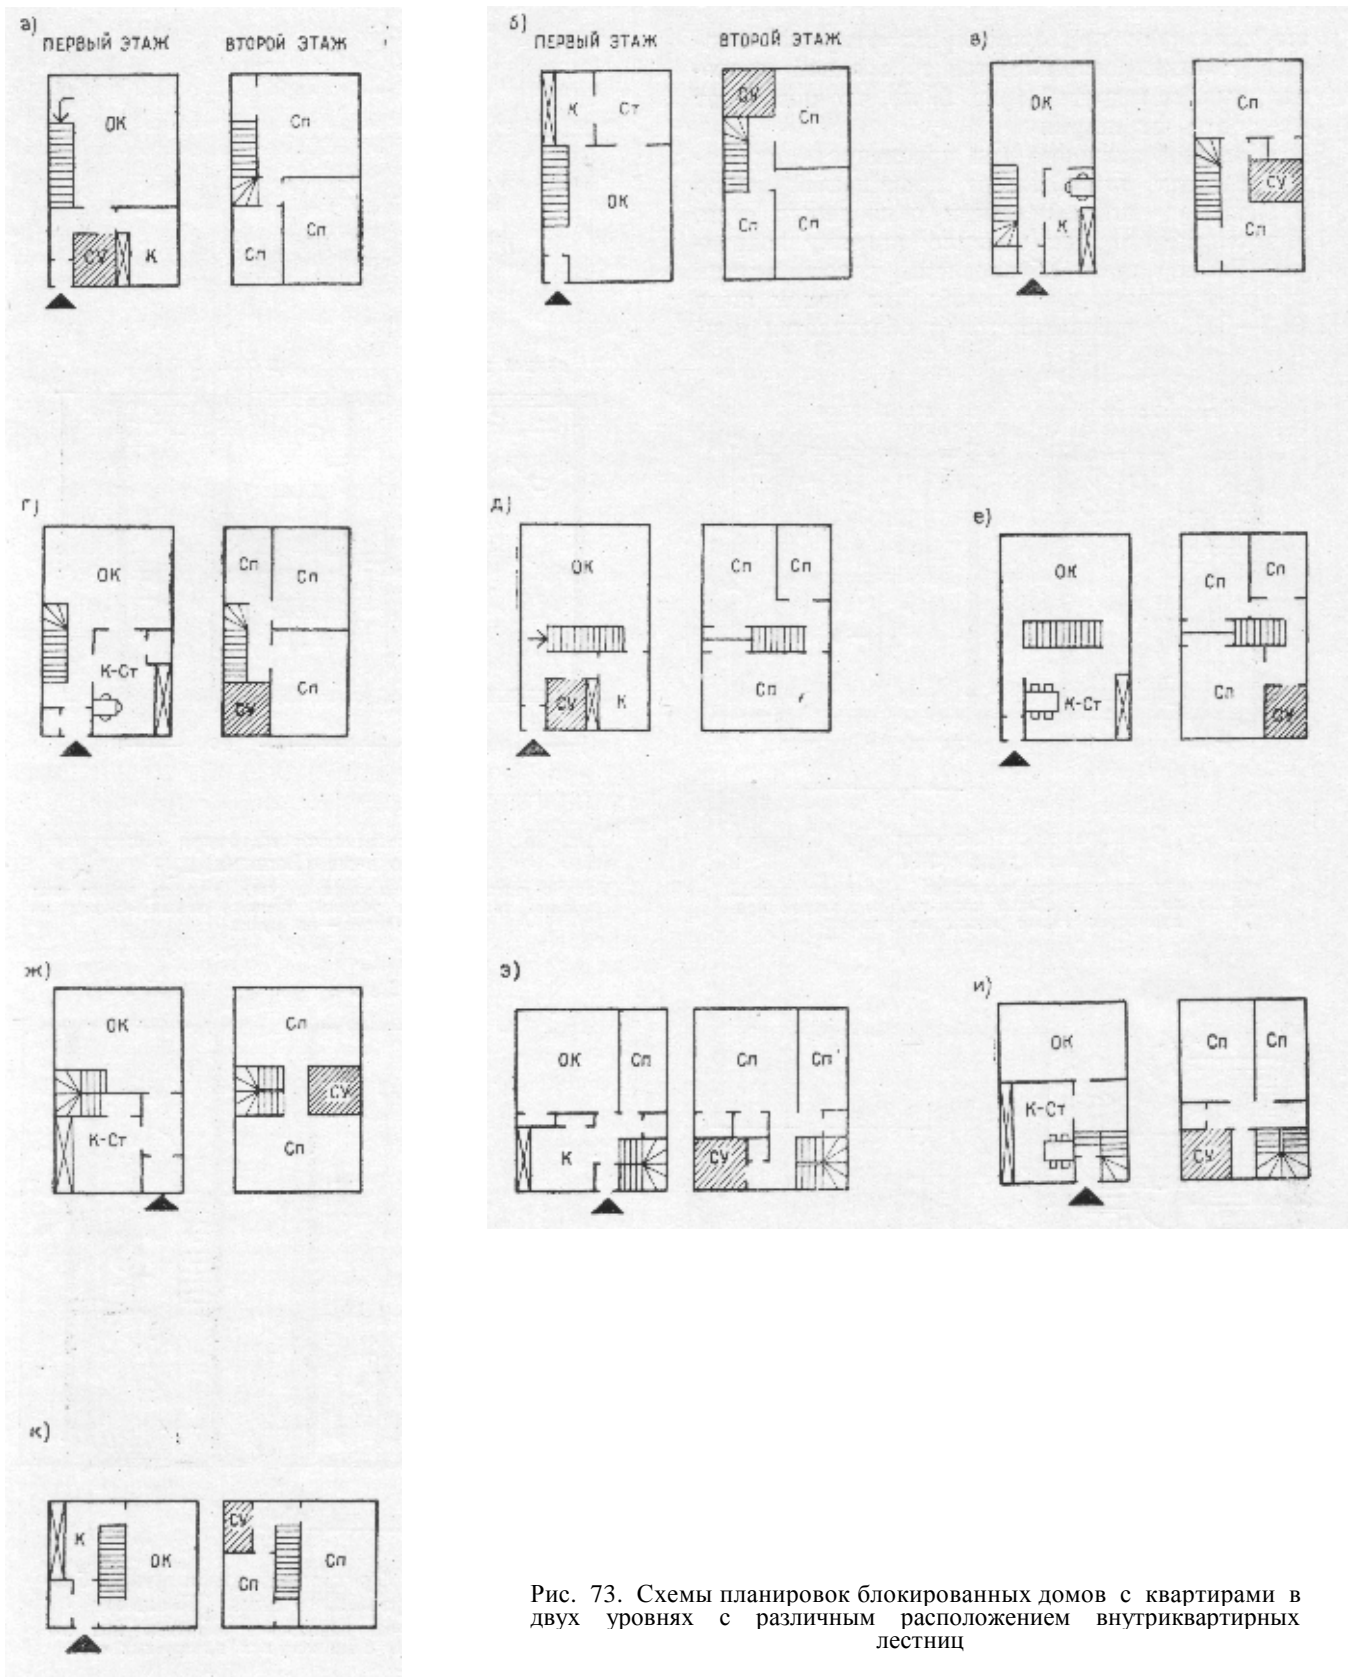 а)
ПЕРВЫЙ ЭТАЖ
ВТОРОЙ ЭТАЖ
ОК
СУ
К
Сп
Сп
Сп
б)
ПЕРВЫЙ ЭТАЖ
ВТОРОЙ ЭТАЖ
К
Ст
ОК
СУ
Сп
Сп
Сп
в)
ОК
К
Сп
СУ
Сп
г)
ОК
К-Ст
Сп
Сп
Сп
СУ
д)
ОК
СУ
К
Сп
Сп
Сп
е)
ОК
К-Ст
Сп
Сп
Сп
СУ
ж)
ОК
К-Ст
Сп
СУ
Сп
з)
ОК
Сп
К
Сп
Сп
СУ
и)
ОК
К-Ст
Сп
Сп
СУ
к)
К
ОК
СУ
Сп
Сп
Рис. 73. Схемы планировок блокированных домов с квартирами в
двух уровнях с различным расположением внутриквартирных
лестниц